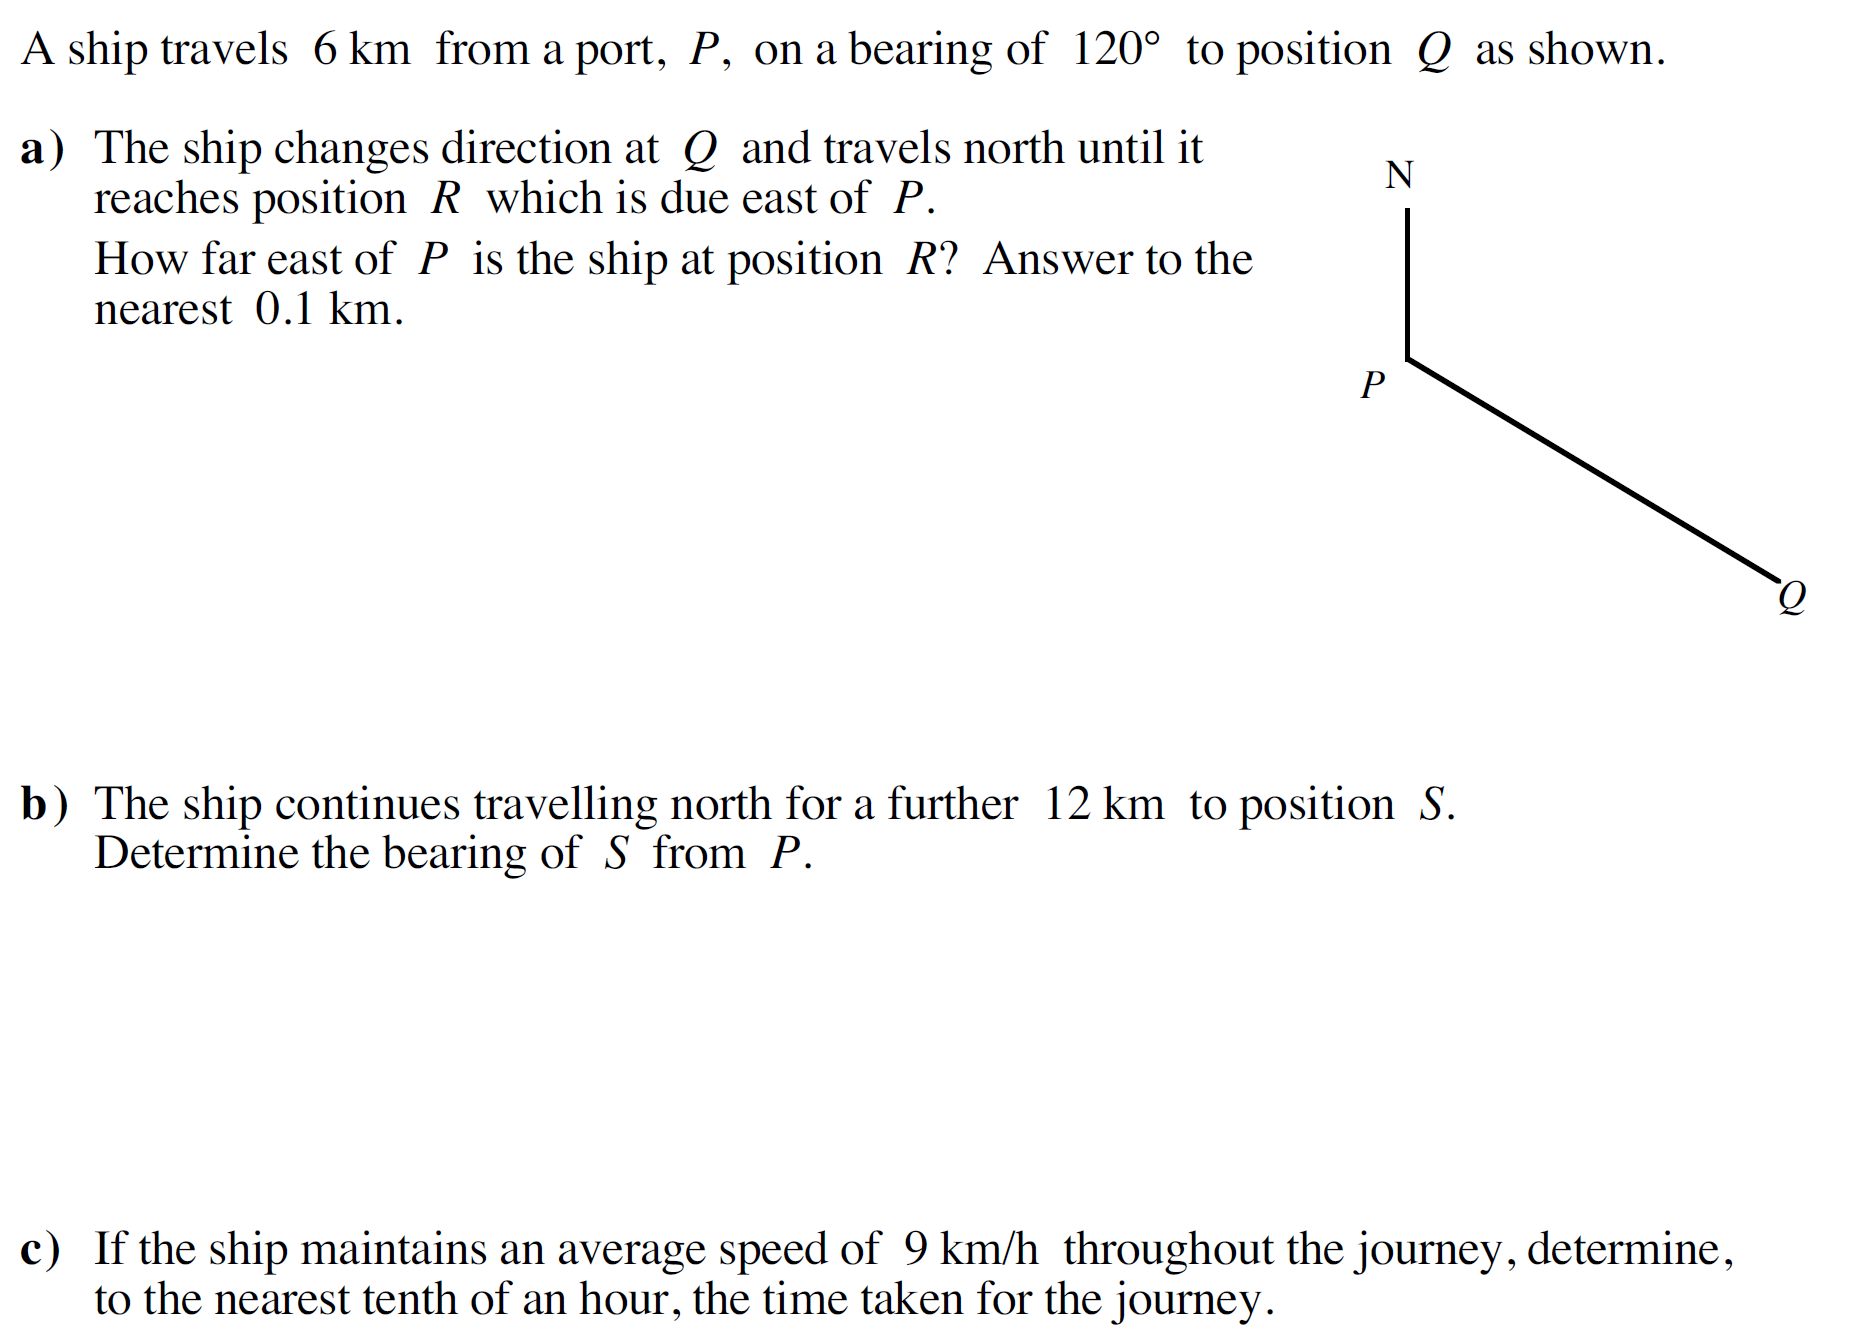 A ship travels 6 km from a port, P, on a bearing of 120° to position Q as shown.
a) The ship changes direction at Q and travels north until it
reaches position R which is due east of P.
How far east of P is the ship at position R? Answer to the
nearest 0.1 km.
N
P
Q
b) The ship continues travelling north for a further 12 km to position S.
Determine the bearing of S from P.
c) If the ship maintains an average speed of 9 km/h throughout the journey, determine,
to the nearest tenth of an hour, the time taken for the journey.